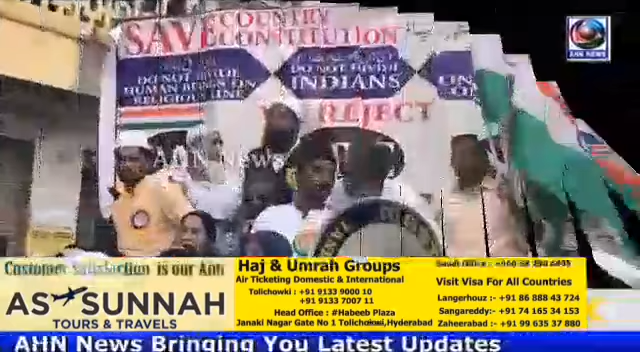 SAVE COUNTRY
CONSTITUTION
DO NOT DIVIDE
HUMAN BEINGS ON
RELIGIOUS LINE
DO NOT DIVIDE
INDIANS
REJECT
AHN NEWS
AHN News
Customer satisfaction is our Aim
AS SUNNAH
TOURS & TRAVELS
Haj & Umrah Groups
Air Ticketing Domestic & International
Tolichowki : +91 9133 9000 10
+91 9133 7007 11
Head Office : #Habeeb Plaza
Janaki Nagar Gate No 1 Tolichowki,Hyderabad
Visit Visa For All Countries
Langerhouz : +91 86 888 43 724
Sangareddy: +91 74 165 34 153
Zaheerabad : +91 99 635 37 880
AHN News Bringing You Latest Updates